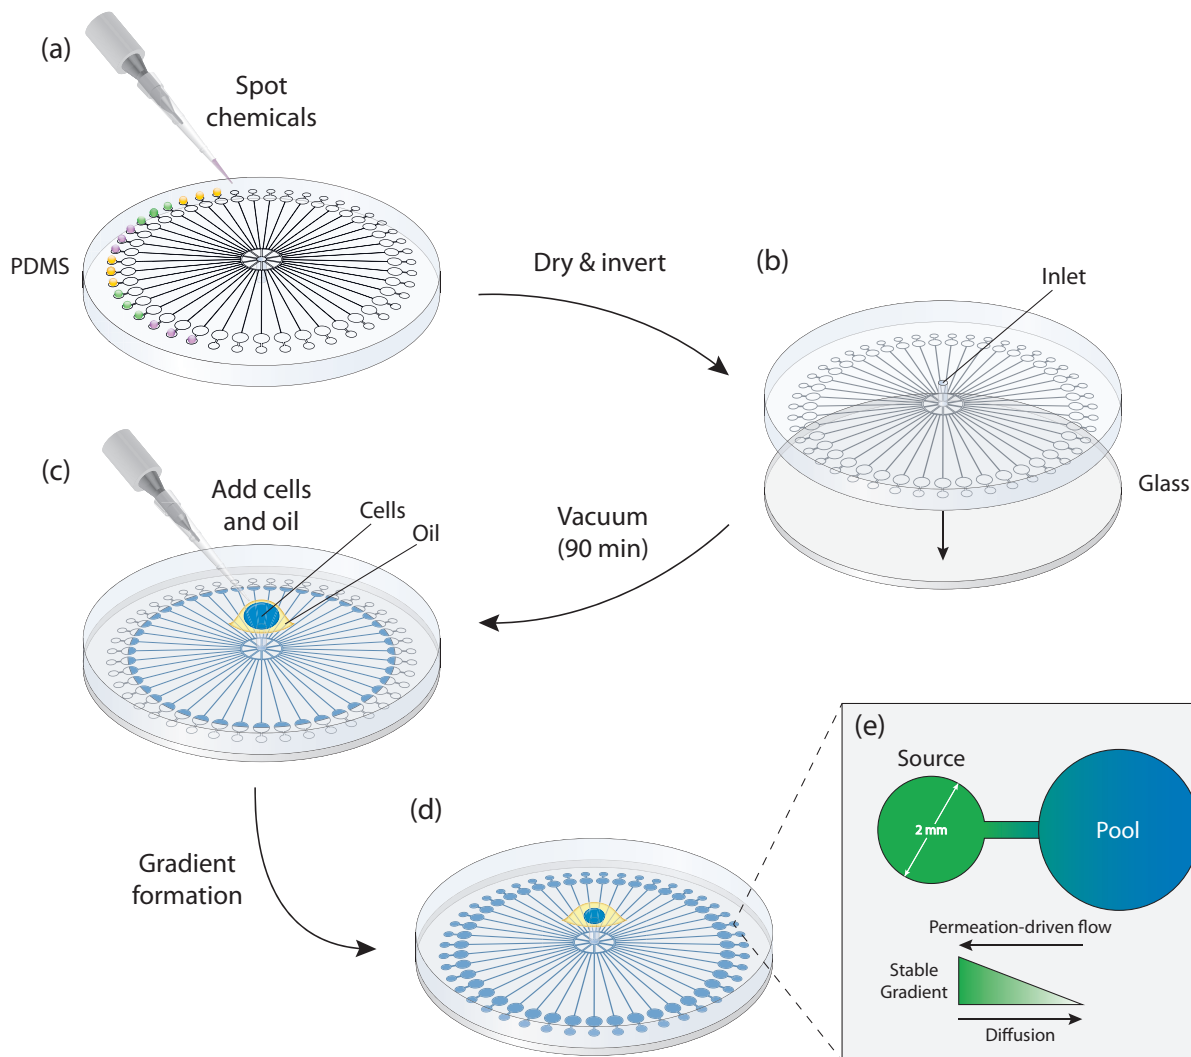 (a)
Spot
chemicals
PDMS
Dry & invert
(b)
Inlet
Glass
(c)
Add cells
and oil
Cells
Oil
Vacuum
(90 min)
Gradient
formation
(d)
(e)
Source
2 mm
Pool
Permeation-driven flow
Stable
Gradient
Diffusion